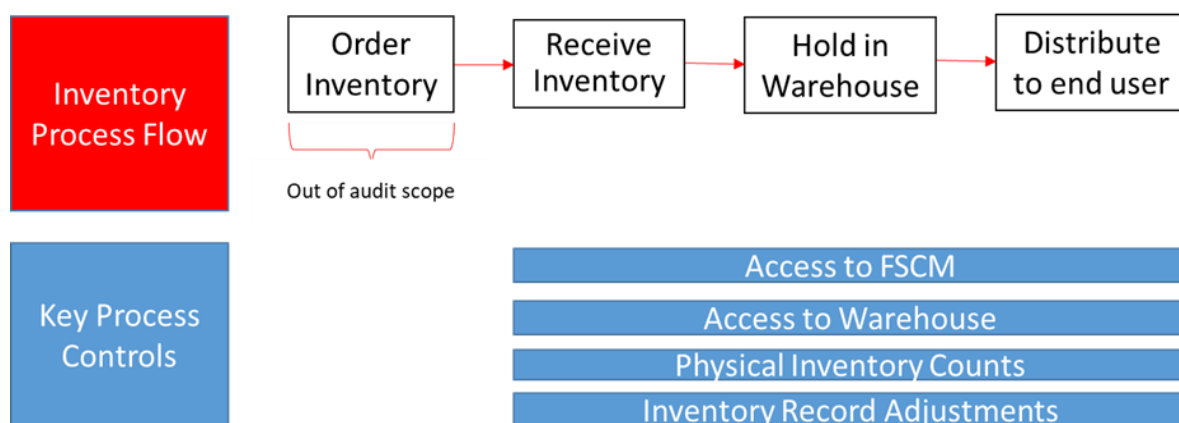 Inventory
Process Flow
Order
Inventory
Receive
Inventory
Hold in
Warehouse
Distribute
to end user
Out of audit scope
Key Process
Controls
Access to FSCM
Access to Warehouse
Physical Inventory Counts
Inventory Record Adjustments